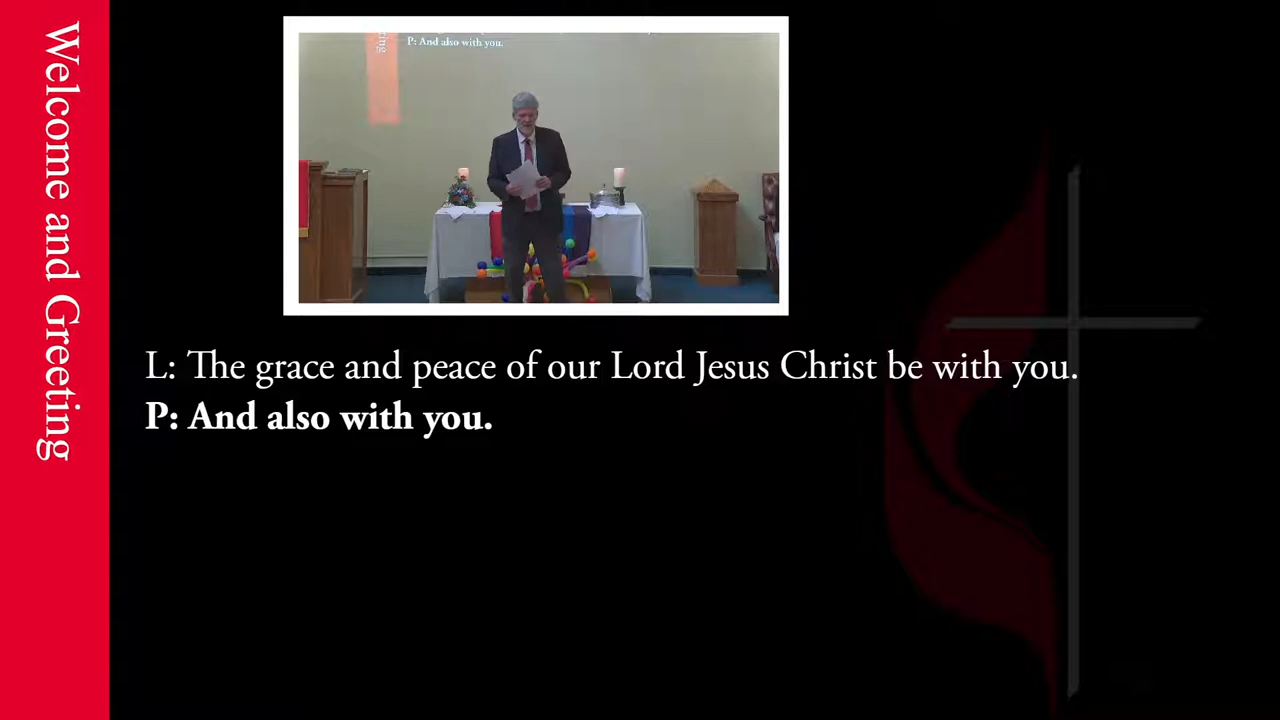 Welcome and Greeting
ting
P: And also with you.
L: The grace and peace of our Lord Jesus Christ be with you.
P: And also with you.